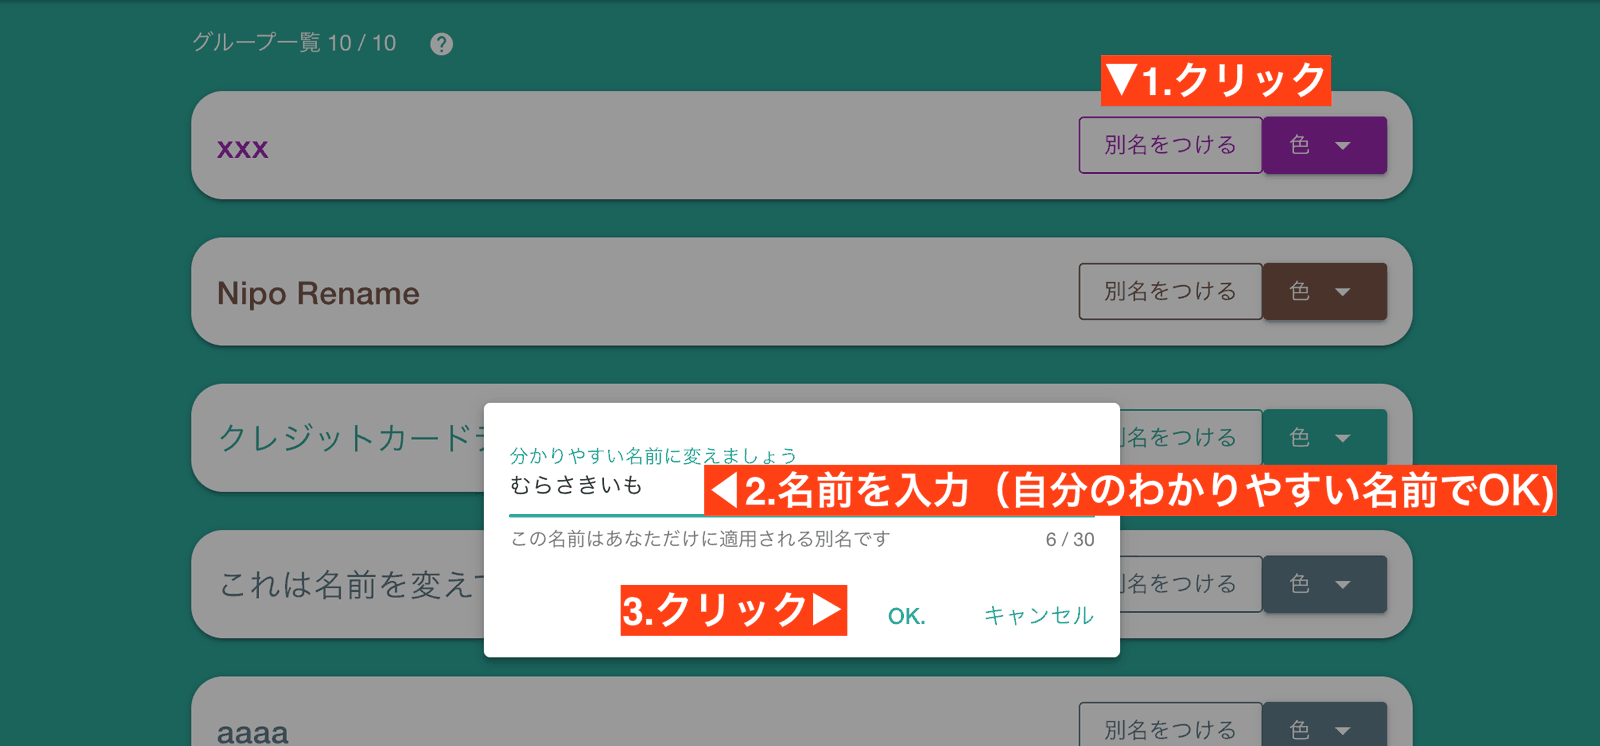 グループ一覧 10 / 10
?
▼1.クリック
xxx
別名をつける
色
Nipo Rename
別名をつける
色
クレジットカード
別名をつける
色
分かりやすい名前に変えましょう
むらさきいも
◀2.名前を入力（自分のわかりやすい名前でOK)
この名前はあなただけに適用される別名です
6 / 30
これは名前を変え
別名をつける
色
3.クリック▶
OK.
キャンセル
aaaa
別名をつける
色